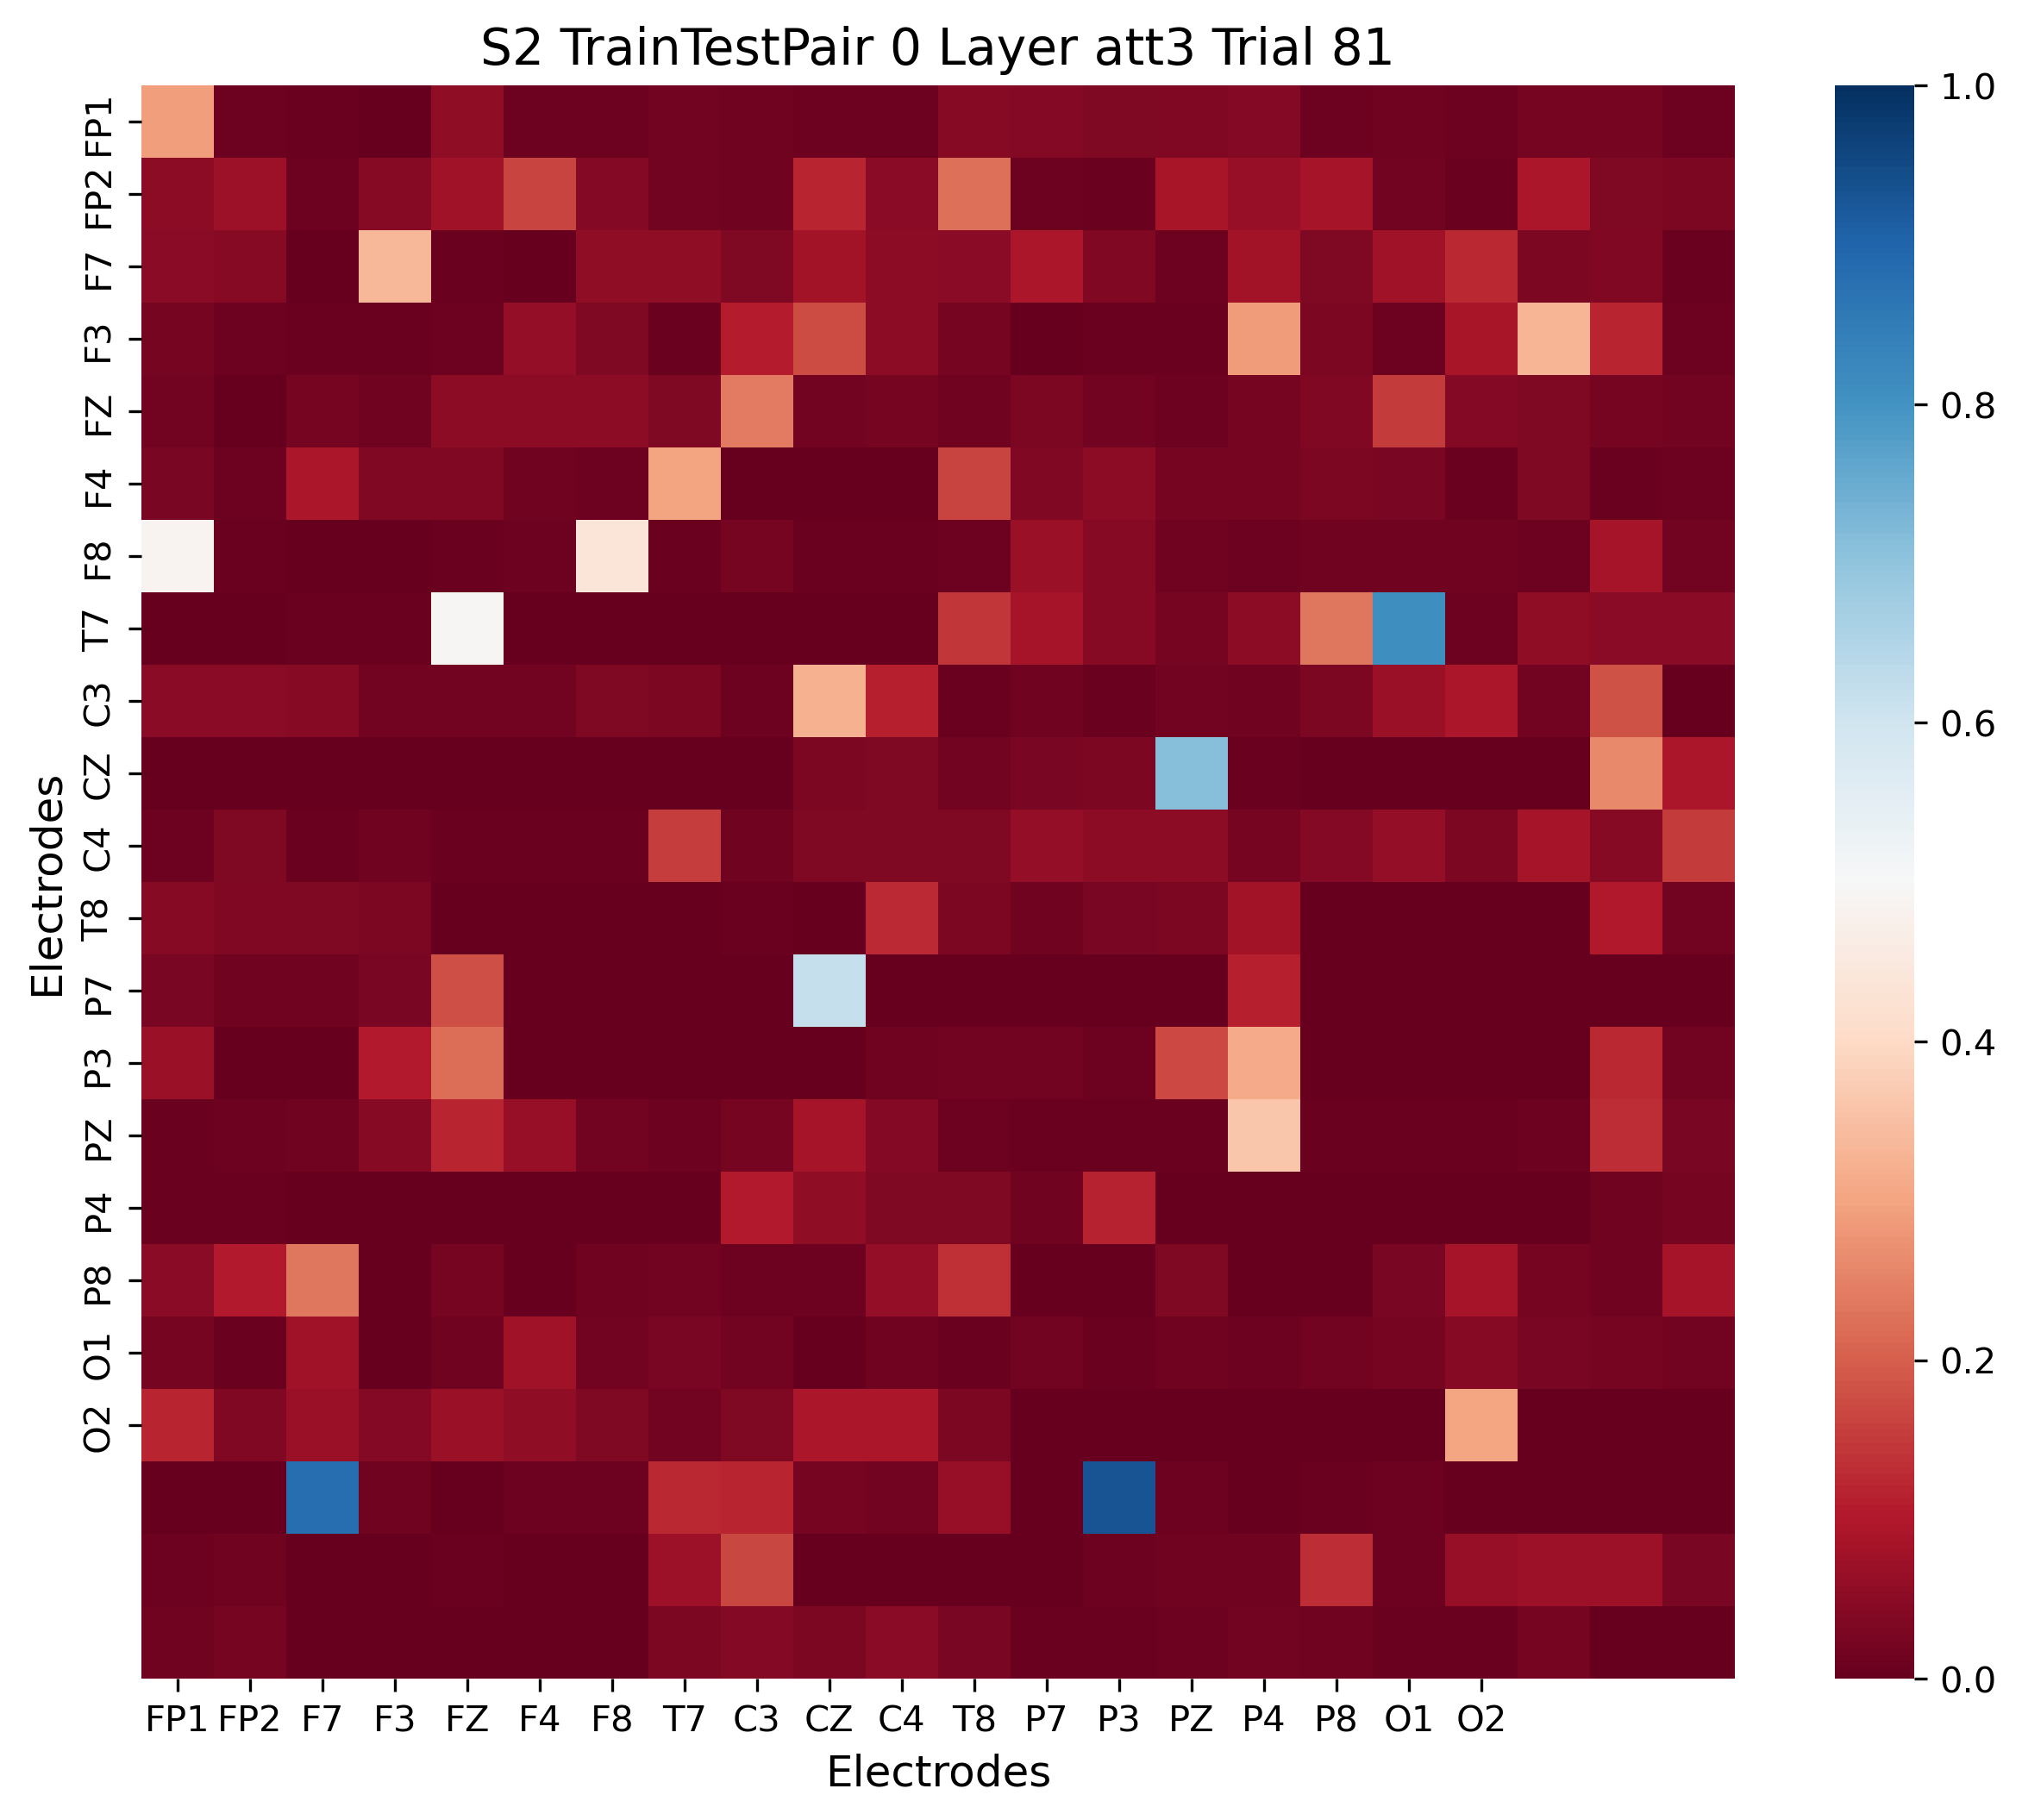 S2 TrainTestPair 0 Layer att3 Trial 81
Electrodes
FP1
FP2
F7
F3
FZ
F4
F8
T7
C3
CZ
C4
T8
P7
P3
PZ
P4
P8
O1
O2
FP1 FP2 F7 F3 FZ F4 F8 T7 C3 CZ C4 T8 P7 P3 PZ P4 P8 O1 O2
Electrodes
1.0
0.8
0.6
0.4
0.2
0.0